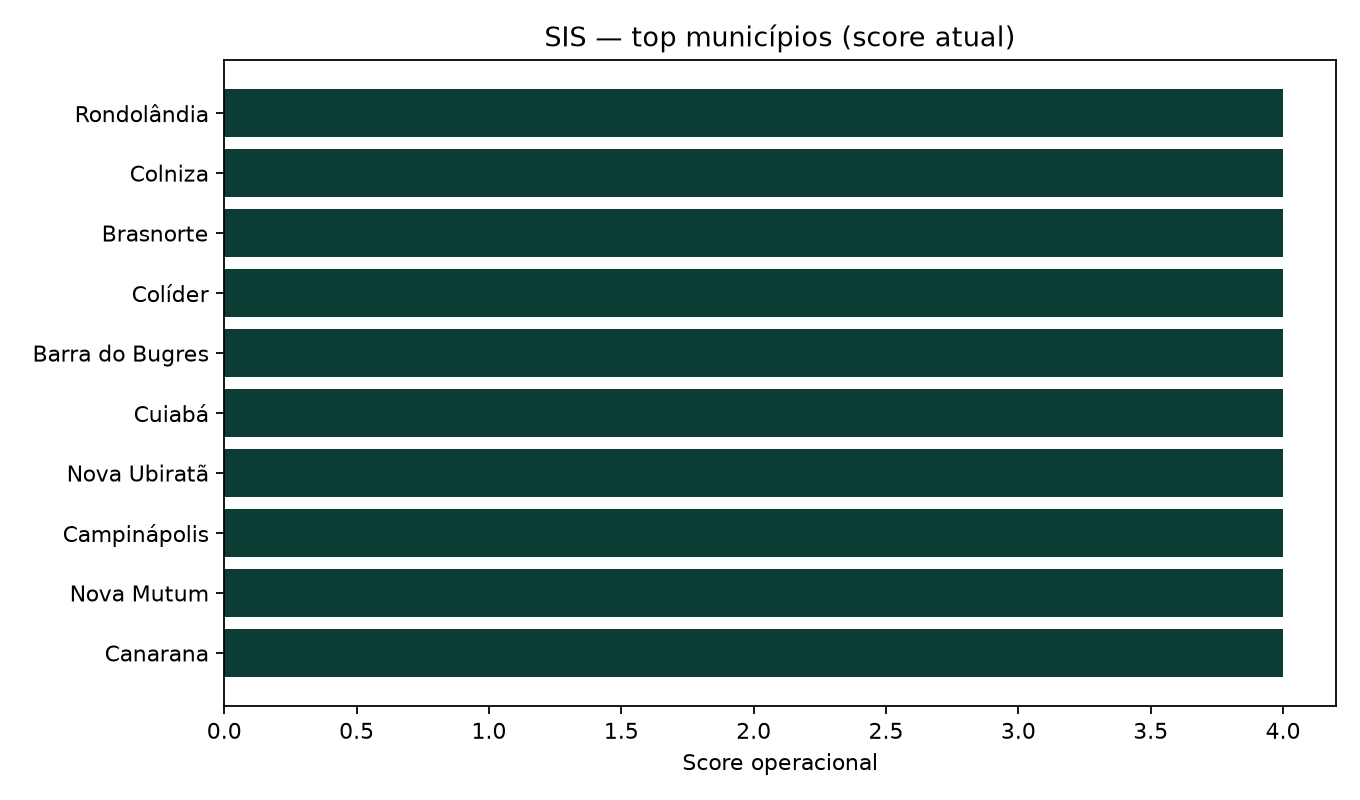 SIS — top municípios (score atual)
Rondolândia
Colniza
Brasnorte
Colíder
Barra do Bugres
Cuiabá
Nova Ubiratã
Campinápolis
Nova Mutum
Canarana
0.0 0.5 1.0 1.5 2.0 2.5 3.0 3.5 4.0
Score operacional